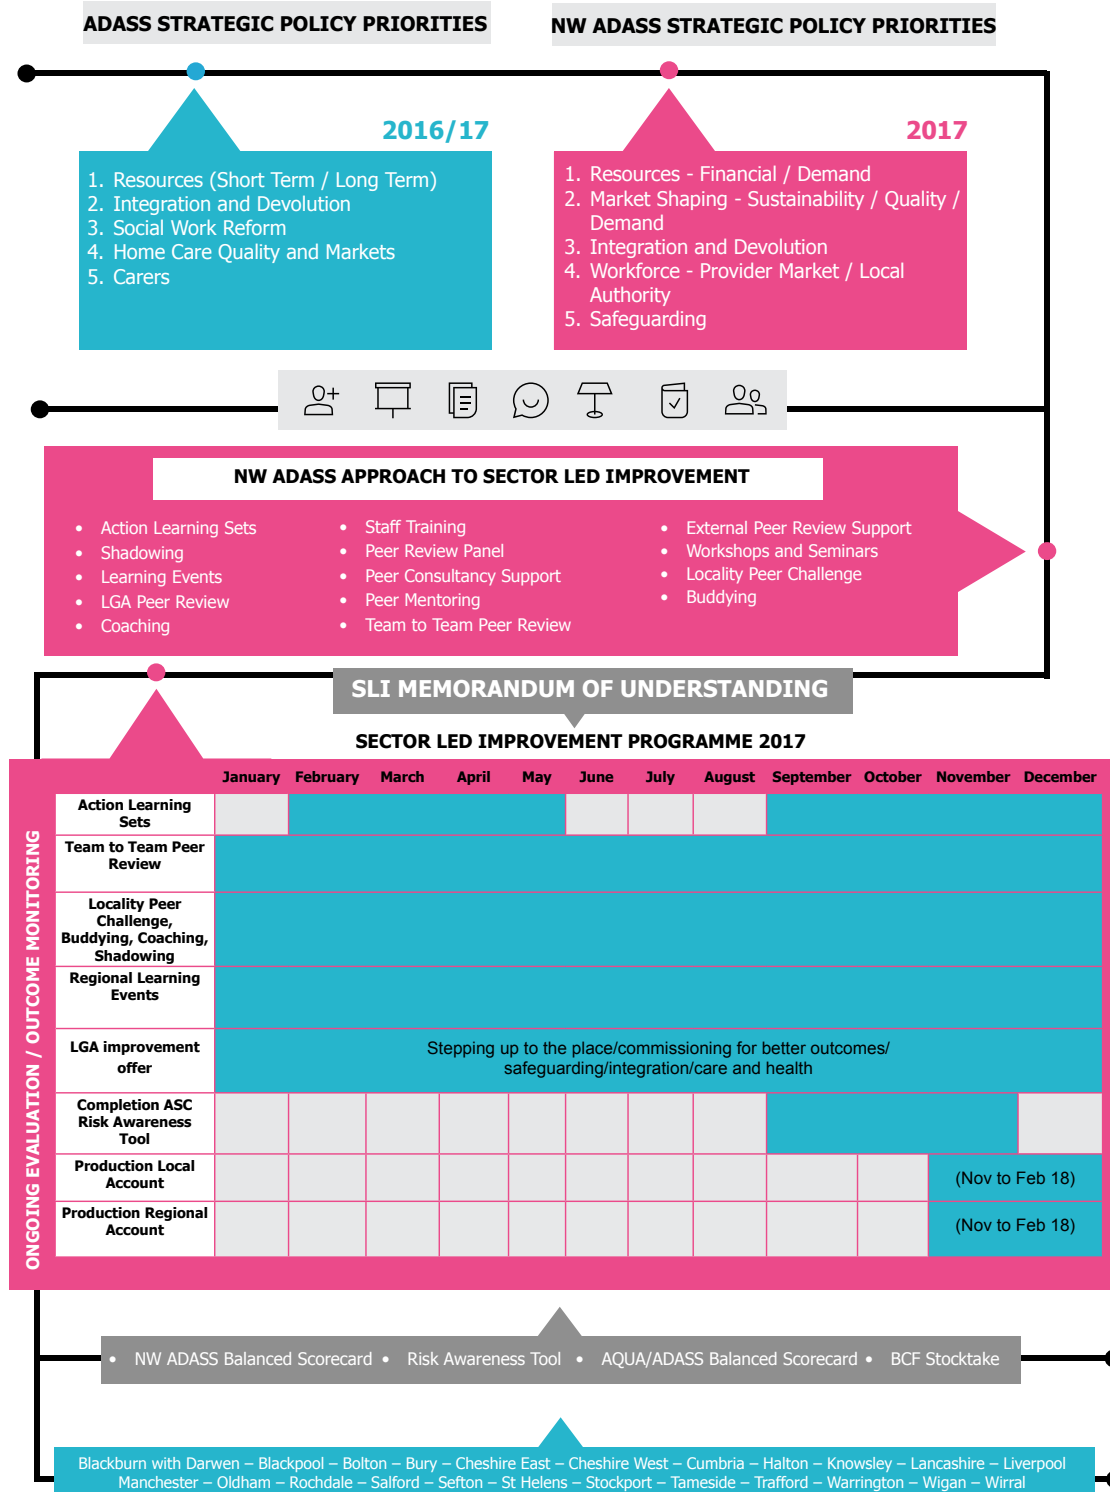 ADASS STRATEGIC POLICY PRIORITIES
NW ADASS STRATEGIC POLICY PRIORITIES
2016/17
1. Resources (Short Term / Long Term)
2. Integration and Devolution
3. Social Work Reform
4. Home Care Quality and Markets
5. Carers
2017
1. Resources - Financial / Demand
2. Market Shaping - Sustainability / Quality /
Demand
3. Integration and Devolution
4. Workforce - Provider Market / Local
Authority
5. Safeguarding
NW ADASS APPROACH TO SECTOR LED IMPROVEMENT
• Action Learning Sets
• Shadowing
• Learning Events
• LGA Peer Review
• Coaching
• Staff Training
• Peer Review Panel
• Peer Consultancy Support
• Peer Mentoring
• Team to Team Peer Review
• External Peer Review Support
• Workshops and Seminars
• Locality Peer Challenge
• Buddying
SLI MEMORANDUM OF UNDERSTANDING
SECTOR LED IMPROVEMENT PROGRAMME 2017
January February March April May June July August September October November December
ONGOING EVALUATION / OUTCOME MONITORING
Action Learning
Sets
Team to Team Peer
Review
Locality Peer
Challenge,
Buddying, Coaching,
Shadowing
Regional Learning
Events
LGA improvement
offer
Stepping up to the place/commissioning for better outcomes/
safeguarding/integration/care and health
Completion ASC
Risk Awareness
Tool
Production Local
Account
(Nov to Feb 18)
Production Regional
Account
(Nov to Feb 18)
• NW ADASS Balanced Scorecard • Risk Awareness Tool • AQUA/ADASS Balanced Scorecard • BCF Stocktake
Blackburn with Darwen – Blackpool – Bolton – Bury – Cheshire East – Cheshire West – Cumbria – Halton – Knowsley – Lancashire – Liverpool
Manchester – Oldham – Rochdale – Salford – Sefton – St Helens – Stockport – Tameside – Trafford – Warrington – Wigan – Wirral